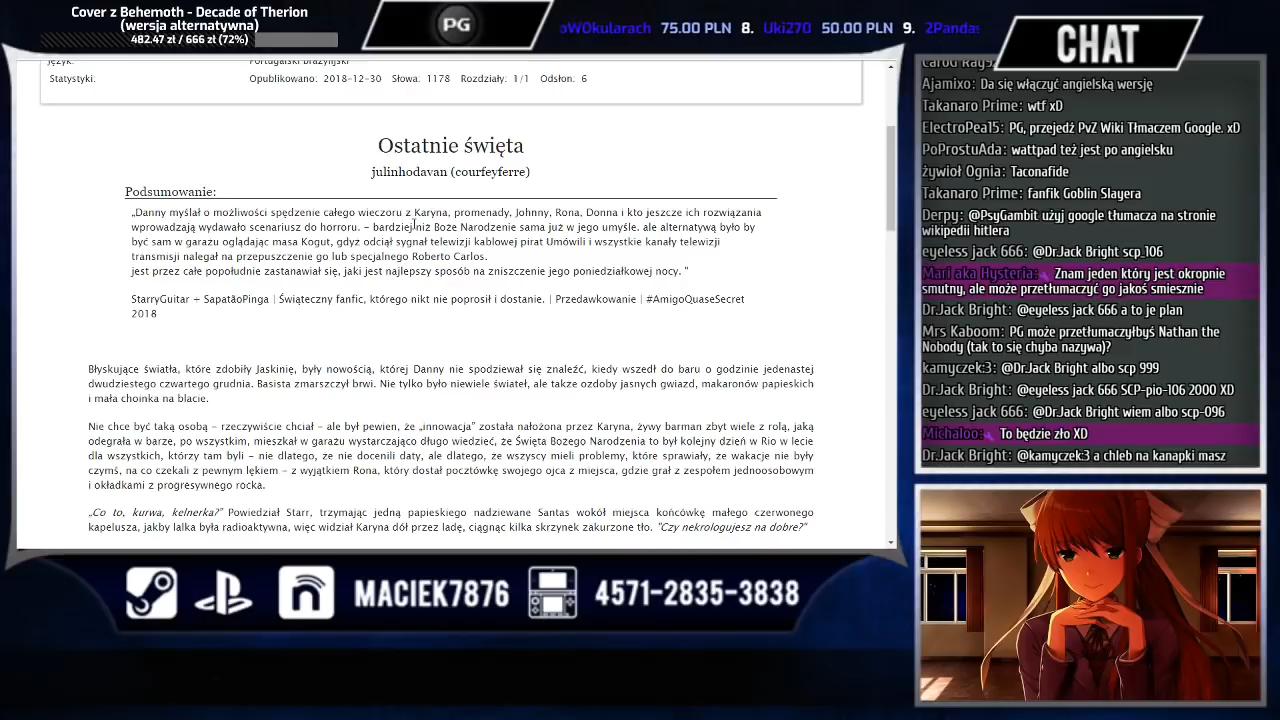 Cover z Behemoth - Decade of Therion
(wersja alternatywna)
482.47 zł / 666 zł (72%)
PG
oWOkularach 75.00 PLN 8. Uki270 50.00 PLN 9. 2Pandas
CHAT
Język: Portugalski brazylijski
Statystyki: Opublikowano: 2018-12-30 Słowa: 1178 Rozdziały: 1/1 Odsłon: 6
Ostatnie święta
julinhodavan (courfeyferre)
Podsumowanie:
„Danny myślał o możliwości spędzenie całego wieczoru z Karyna, promenady, Johnny, Rona, Donna i kto jeszcze ich rozwiązania
wprowadzają wydawało scenariusz do horroru. – bardziej niż Boże Narodzenie sama już w jego umyśle. ale alternatywą było by
być sam w garazu oglądając masa Kogut, gdyz odciął sygnał telewizji kablowej pirat Umówili i wszystkie kanały telewizji
transmisji nalegał na przepuszczenie go lub specjalnego Roberto Carlos.
jest przez całe popołudnie zastanawiał się, jaki jest najlepszy sposób na zniszczenie jego poniedziałkowej nocy. ”
StarryGuitar + SapatãoPinga | Świąteczny fanfic, którego nikt nie poprosił i dostanie. | Przedawkowanie | #AmigoQuaseSecret
2018
Błyskujące światła, które zdobiły Jaskinię, były nowością, której Danny nie spodziewał się znaleźć, kiedy wszedł do baru o godzinie jedenastej
dwudziestego czwartego grudnia. Basista zmarszczył brwi. Nie tylko było niewiele świateł, ale takze ozdoby jasnych gwiazd, makaronów papieskich
i mała choinka na blacie.
Nie chce być taką osobą – rzeczywiście chciał – ale był pewien, że „innowacja” została nałożona przez Karyna, żywy barman zbyt wiele z rolą, jaką
odegrała w barze, po wszystkim, mieszkał w garażu wystarczająco długo wiedzieć, że Święta Bożego Narodzenia to był kolejny dzień w Rio w lecie
dla wszystkich, którzy tam byli – nie dlatego, ze nie docenili daty, ale dlatego, ze wszyscy mieli problemy, które sprawiały, ze wakacje nie były
czymś, na co czekali z pewnym lękiem – z wyjątkiem Rona, który dostał pocztówkę swojego ojca z miejsca, gdzie grał z zespołem jednoosobowym
i okładkami z progresywnego rocka.
„Co to, kurwa, kelnerka?” Powiedział Starr, trzymając jedną papieskiego nadziewane Santas wokół miejsca końcówkę małego czerwonego
kapelusza, jakby lalka była radioaktywna, więc widział Karyna dół przez ladę, ciągnąc kilka skrzynek zakurzone tło. "Czy nekrologujesz na dobre?"
Ajamixo: Da się włączyć angielską wersję
Takanaro Prime: wtf xD
ElectroPea15: PG, przejedź PvZ Wiki Tłmaczem Google. xD
PoProstuAda: wattpad też jest po angielsku
żywioł Ognia: Taconafide
Takanaro Prime: fanfik Goblin Slayera
Derpy: @PsyGambit użyj google tłumacza na stronie
wikipedii hitlera
eyeless jack 666: @Dr.Jack Bright scp_106
Mari aka Hysteria: Znam jeden który jest okropnie
smutny, ale może przetłumaczyć go jakoś smiesznie
Dr.Jack Bright: @eyeless jack 666 a to je plan
Mrs Kaboom: PG może przetłumaczyłbyś Nathan the
Nobody (tak to się chyba nazywa)?
kamyczek:3: @Dr.Jack Bright albo scp 999
Dr.Jack Bright: @eyeless jack 666 SCP-pio-106 2000 XD
eyeless jack 666: @Dr.Jack Bright wiem albo scp-096
Michaloo: To będzie zło XD
Dr.Jack Bright: @kamyczek:3 a chleb na kanapki masz
MACIEK7876
4571-2835-3838